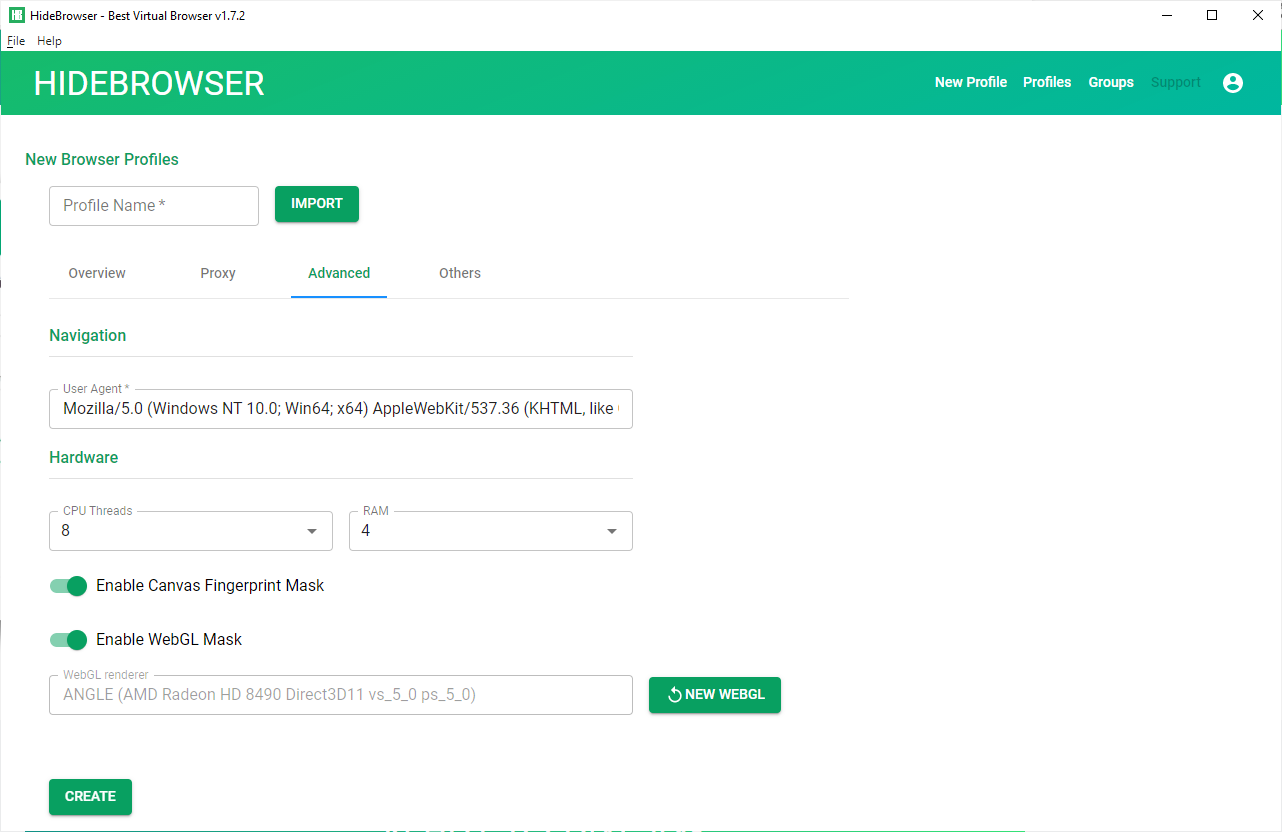 HideBrowser - Best Virtual Browser v1.7.2
File Help
HIDEBROWSER
New Profile Profiles Groups Support
New Browser Profiles
Profile Name *
IMPORT
Overview Proxy Advanced Others
Navigation
User Agent *
Mozilla/5.0 (Windows NT 10.0; Win64; x64) AppleWebKit/537.36 (KHTML, like
Hardware
CPU Threads RAM
8 4
Enable Canvas Fingerprint Mask
Enable WebGL Mask
WebGL renderer
ANGLE (AMD Radeon HD 8490 Direct3D11 vs_5_0 ps_5_0)
NEW WEBGL
CREATE